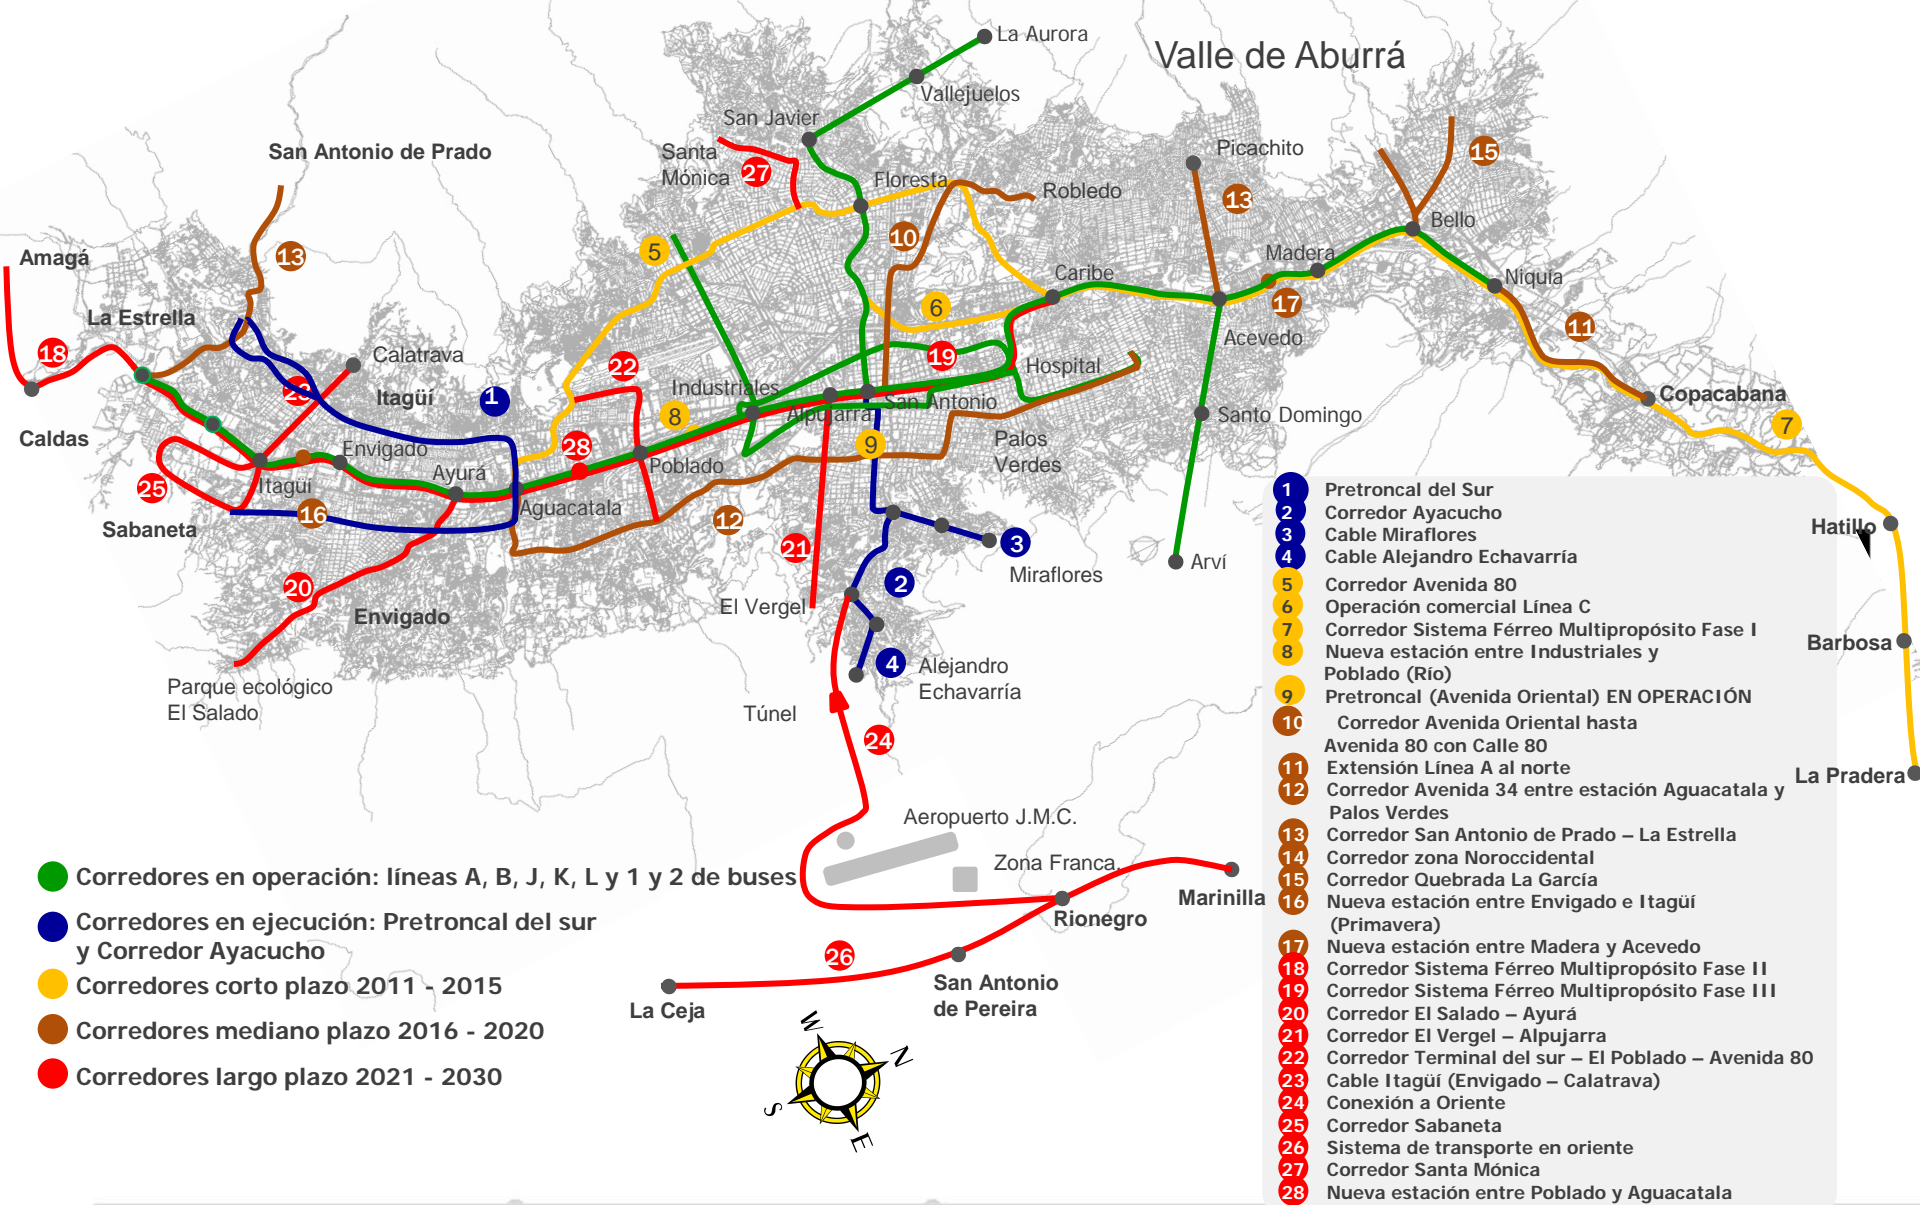 Valle de Aburrá
La Aurora
Vallejuelos
San Javier
Santa
Mónica
27
San Antonio de Prado
Floresta
Robledo
Picachito
13
15
Bello
10
5
13
Amagá
La Estrella
18
Caldas
Calatrava
Itagüí
1
22
Industriales
8
28
6
19
Caribe
Madera
17
Niquía
11
Acevedo
Hospital
San Antonio
Alpujarra
9
Copacabana
7
Santo Domingo
Palos
Verdes
Envigado
Ayurá
Poblado
Itagüí
25
16
Sabaneta
Aguacatala
12
21
3
Miraflores
Arví
2
El Vergel
20
Envigado
4
Alejandro
Echavarría
Parque ecológico
El Salado
Túnel
24
Hatillo
Barbosa
La Pradera
Aeropuerto J.M.C.
Zona Franca.
Marinilla
Rionegro
26
San Antonio
de Pereira
La Ceja
W
N
S
E
Corredores en operación: líneas A, B, J, K, L y 1 y 2 de buses
Corredores en ejecución: Pretroncal del sur
y Corredor Ayacucho
Corredores corto plazo 2011 - 2015
Corredores mediano plazo 2016 - 2020
Corredores largo plazo 2021 - 2030
1 Pretroncal del Sur
2 Corredor Ayacucho
3 Cable Miraflores
4 Cable Alejandro Echavarría
5 Corredor Avenida 80
6 Operación comercial Línea C
7 Corredor Sistema Férreo Multipropósito Fase I
8 Nueva estación entre Industriales y
Poblado (Río)
9 Pretroncal (Avenida Oriental) EN OPERACIÓN
10 Corredor Avenida Oriental hasta
Avenida 80 con Calle 80
11 Extensión Línea A al norte
12 Corredor Avenida 34 entre estación Aguacatala y
Palos Verdes
13 Corredor San Antonio de Prado – La Estrella
14 Corredor zona Noroccidental
15 Corredor Quebrada La García
16 Nueva estación entre Envigado e Itagüí
(Primavera)
17 Nueva estación entre Madera y Acevedo
18 Corredor Sistema Férreo Multipropósito Fase II
19 Corredor Sistema Férreo Multipropósito Fase III
20 Corredor El Salado – Ayurá
21 Corredor El Vergel – Alpujarra
22 Corredor Terminal del sur – El Poblado – Avenida 80
23 Cable Itagüí (Envigado – Calatrava)
24 Conexión a Oriente
25 Corredor Sabaneta
26 Sistema de transporte en oriente
27 Corredor Santa Mónica
28 Nueva estación entre Poblado y Aguacatala